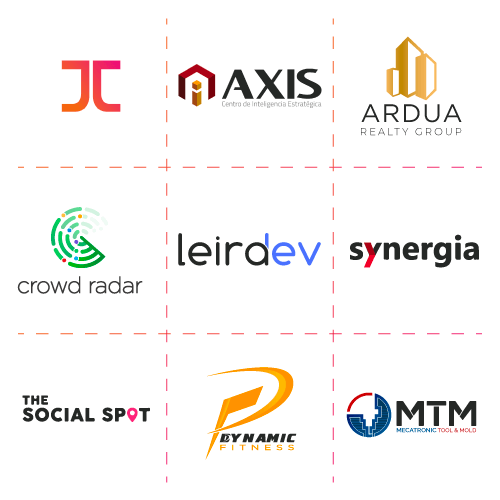 AXIS
Centro de Inteligencia Estratégica
ARDUA
REALTY GROUP
crowd radar
leirdev
synergia
THE
SOCIAL SPOT
DYNAMIC
FITNESS
MTM
MECATRONIC TOOL & MOLD